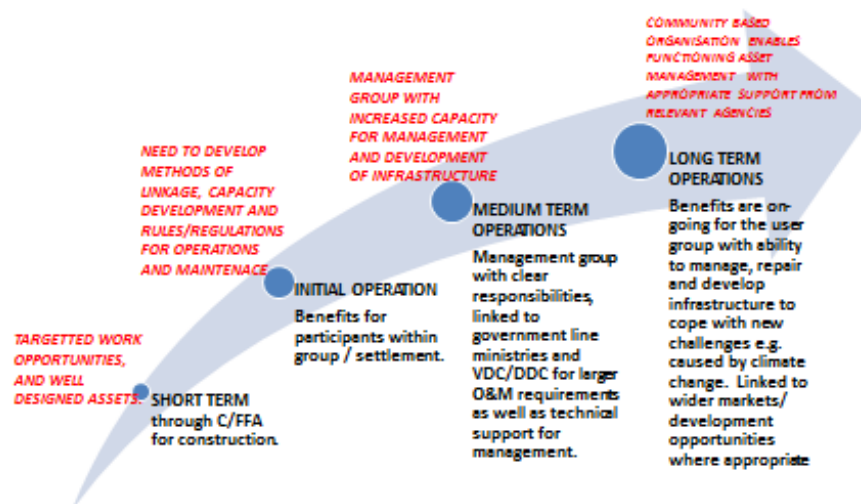 TARGETTED WORK
OPPORTUNITIES,
AND WELL
DESIGNED ASSETS.
SHORT TERM
through C/FFA
for construction.
NEED TO DEVELOP
METHODS OF
LINKAGE, CAPACITY
DEVELOPMENT AND
RULES/REGULATIONS
FOR OPERATIONS
AND MAINTENACE
INITIAL OPERATION
Benefits for
participants within
group / settlement.
MANAGEMENT
GROUP WITH
INCREASED CAPACITY
FOR MANAGEMENT
AND DEVELOPMENT
OF INFRASTRUCTURE
MEDIUM TERM
OPERATIONS
Management group
with clear
responsibilities,
linked to
government line
ministries and
VDC/DDC for larger
O&M requirements
as well as technical
support for
management.
COMMUNITY BASED
ORGANISATION ENABLES
FUNCTIONING ASSET
MANAGEMENT WITH
APPROPRIATE SUPPORT FROM
RELEVANT AGENCIES
LONG TERM
OPERATIONS
Benefits are on-
going for the user
group with ability
to manage, repair
and develop
infrastructure to
cope with new
challenges e.g.
caused by climate
change. Linked to
wider markets/
development
opportunities
where appropriate